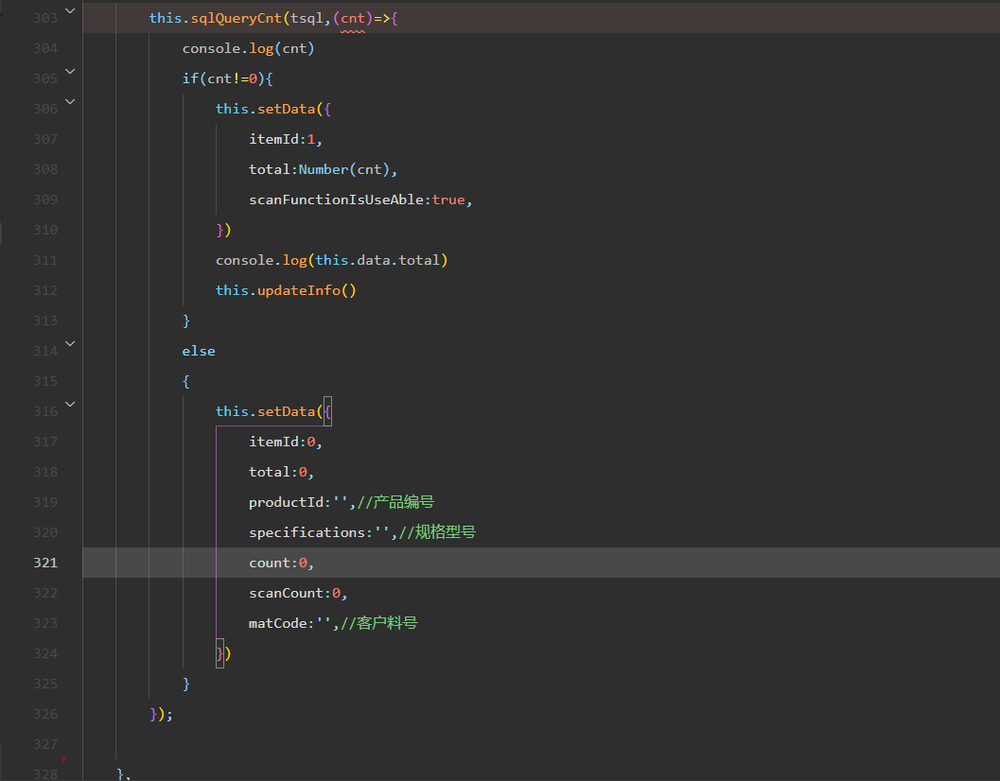 303 this.sqlQueryCnt(tsql,(cnt)=>{
304 console.log(cnt)
305 if(cnt!=0){
306 this.setData({
307 itemId:1,
308 total:Number(cnt),
309 scanFunctionIsUseAble:true,
310 })
311 console.log(this.data.total)
312 this.updateInfo()
313 }
314 else
315 {
316 this.setData({
317 itemId:0,
318 total:0,
319 productId:'',//产品编号
320 specifications:'',//规格型号
321 count:0,
322 scanCount:0,
323 matCode:'',//客户料号
324 })
325 }
326 });
327
328 },